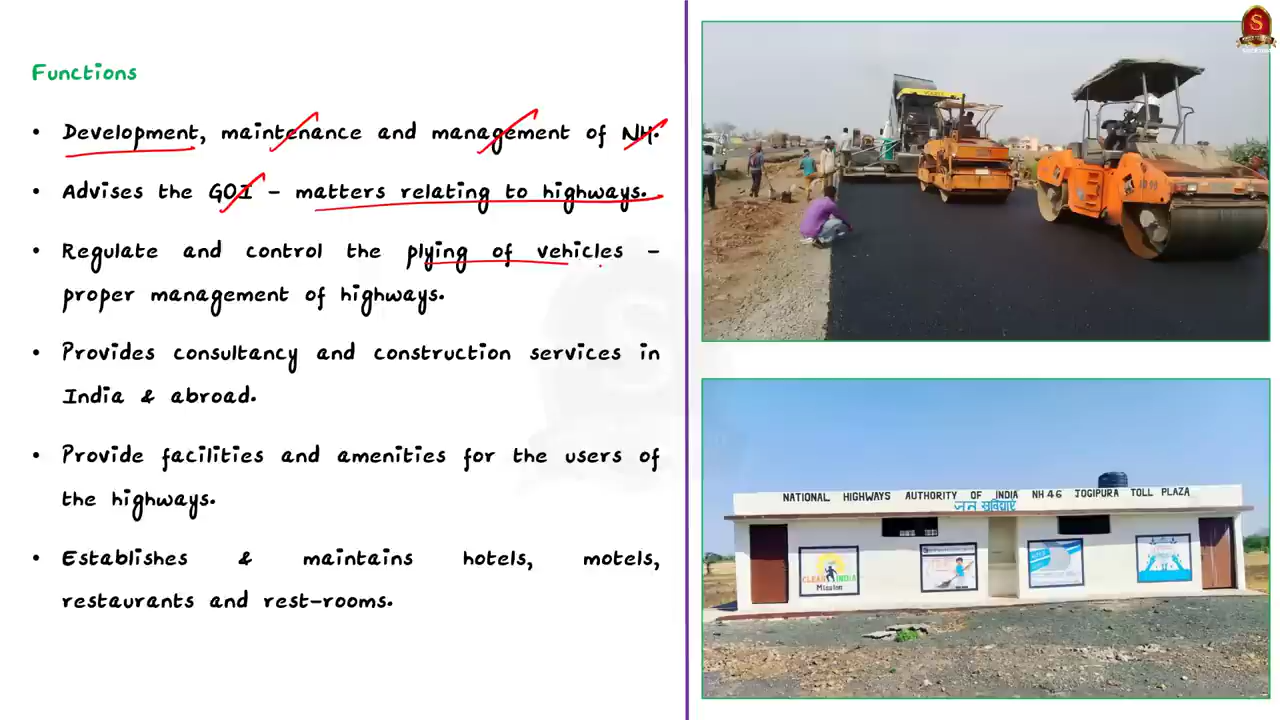 Functions
• Development, maintenance and management of NH.
• Advises the GOI – matters relating to highways.
• Regulate and control the plying of vehicles –
proper management of highways.
• Provides consultancy and construction services in
India & abroad.
• Provide facilities and amenities for the users of
the highways.
• Establishes & maintains hotels, motels,
restaurants and rest-rooms.
NATIONAL HIGHWAYS AUTHORITY OF INDIA NH 46 JOGIPURA TOLL PLAZA
जन सुविधाएं
CLEAN INDIA
Mission